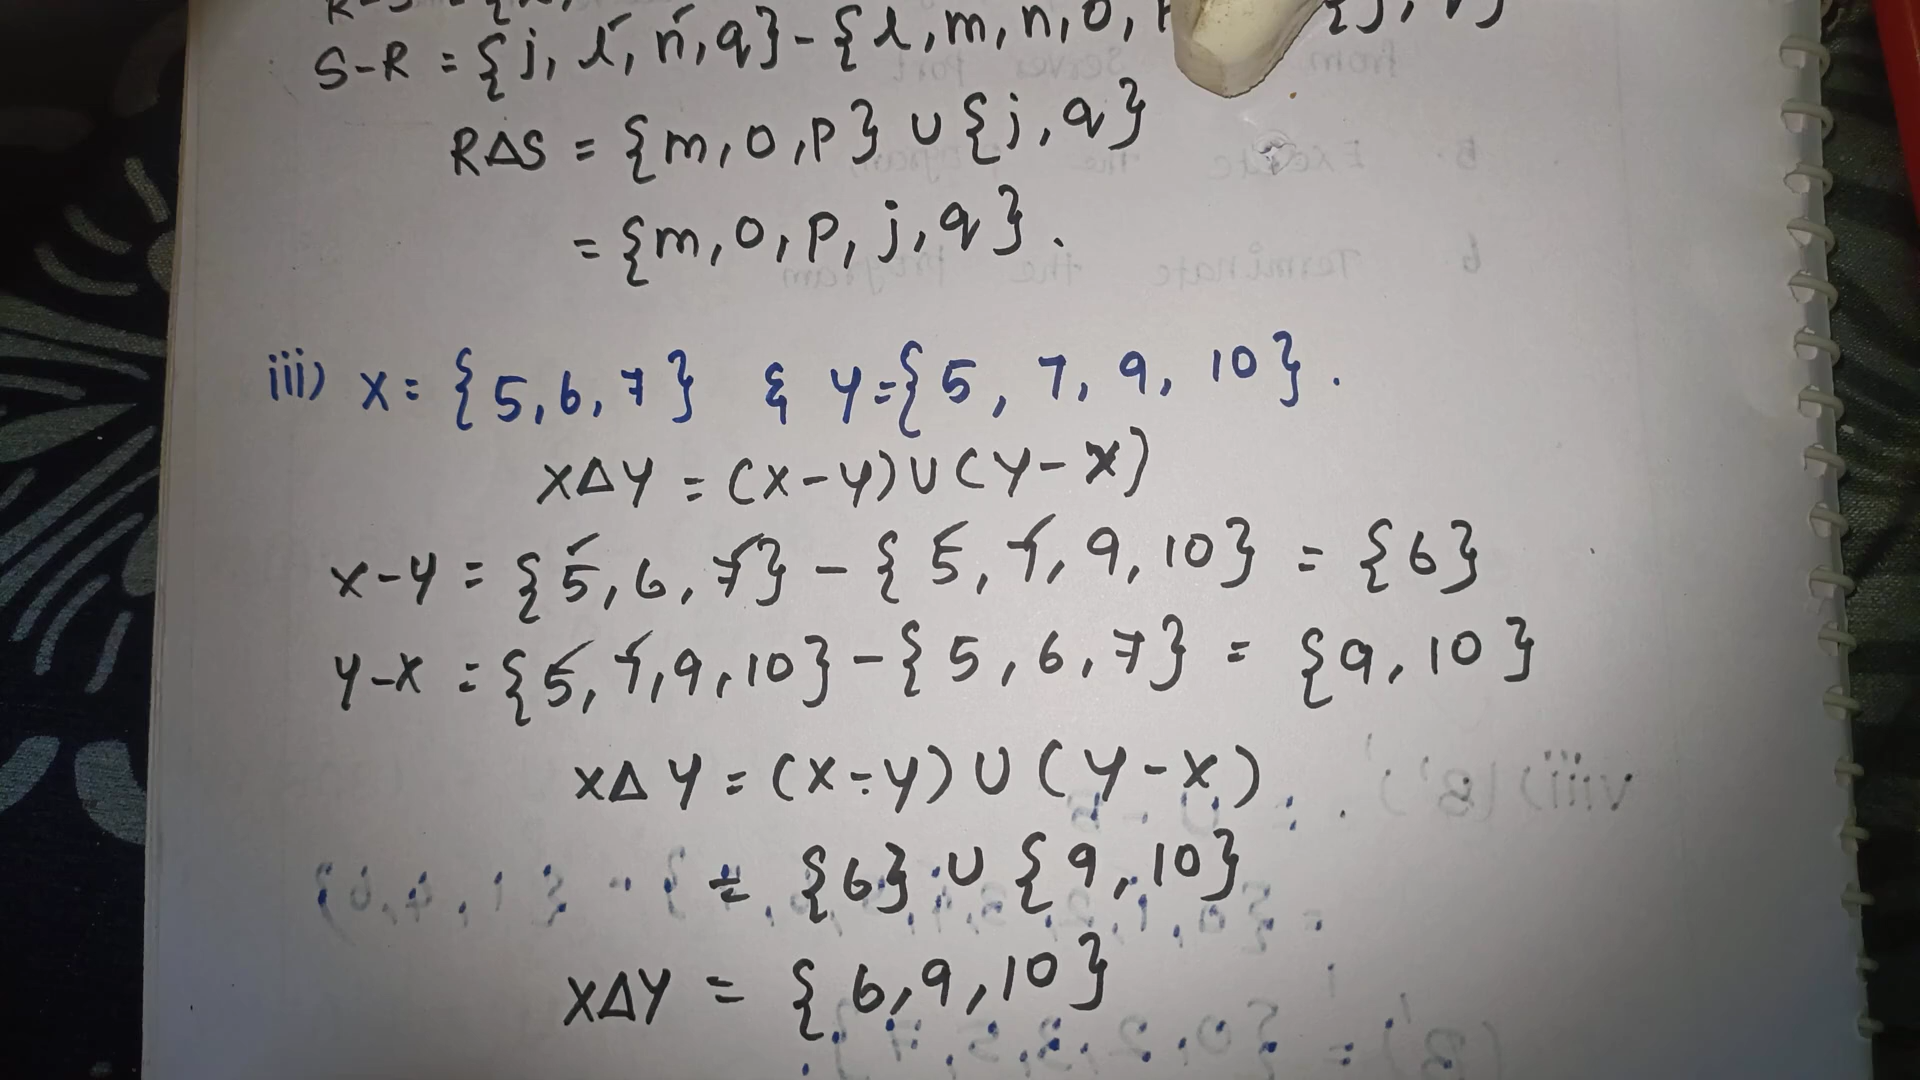 S-R = {j, l, n, q} - {l, m, n, o,
RΔS = {m, o, p} ∪ {j, q}
= {m, o, p, j, q}.
iii) X = {5, 6, 7} & Y = {5, 7, 9, 10}.
XΔY = (X-Y) ∪ (Y-X)
X-Y = {5, 6, 7} - {5, 7, 9, 10} = {6}
Y-X = {5, 7, 9, 10} - {5, 6, 7} = {9, 10}
XΔY = (X-Y) ∪ (Y-X)
= {6} ∪ {9, 10}
XΔY = {6, 9, 10}